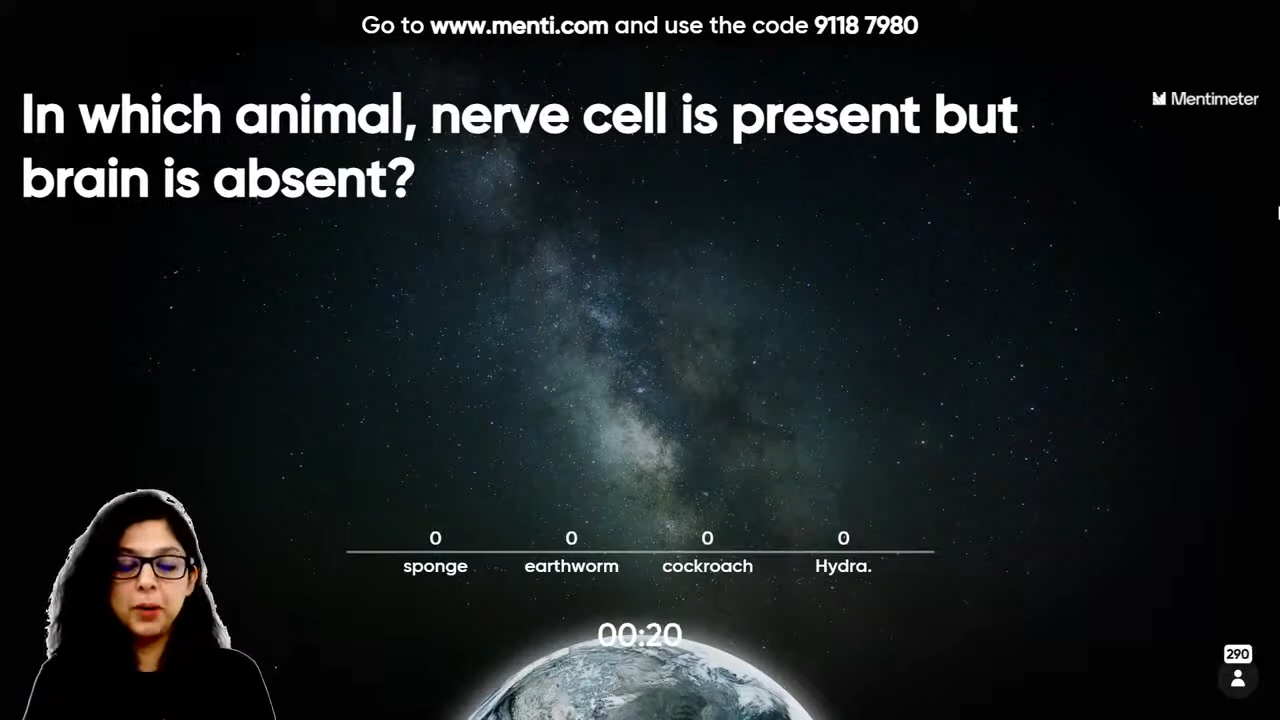 Go to www.menti.com and use the code 9118 7980
Mentimeter
In which animal, nerve cell is present but
brain is absent?
0 0 0 0
sponge earthworm cockroach Hydra.
00:20
290